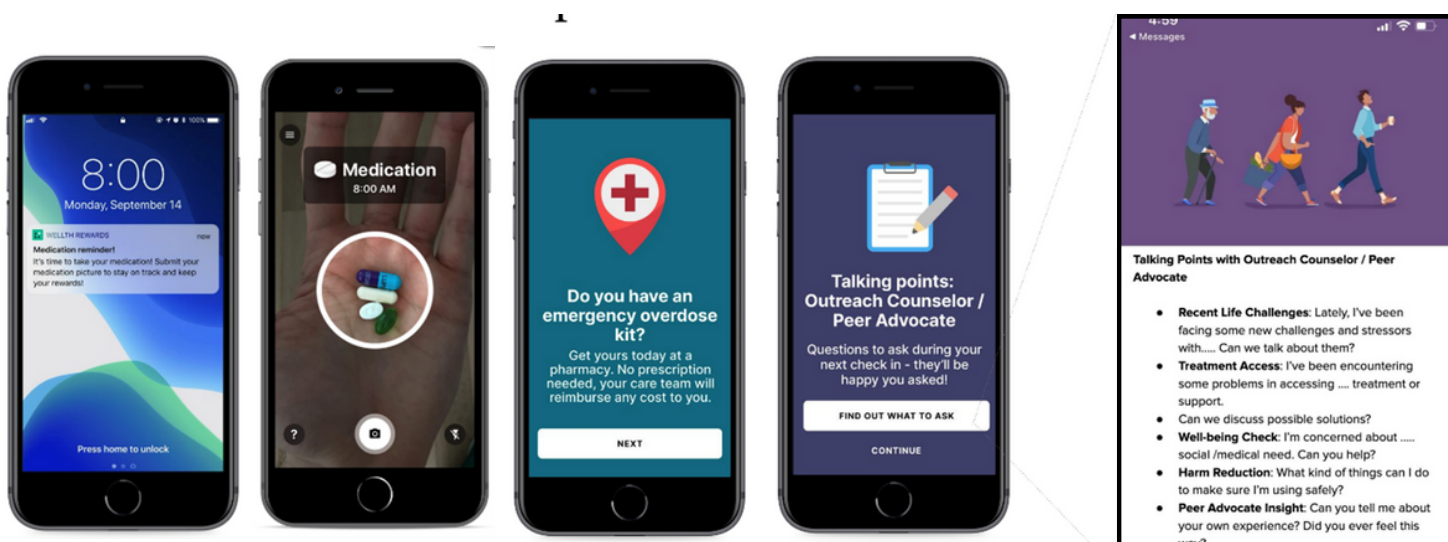 8:00
Monday, September 14
WELLTH REWARDS
now
Medication reminder!
It's time to take your medication! Submit your
medication picture to stay on track and keep
your rewards!
Press home to unlock
100%
Medication
8:00 AM
?
Do you have an
emergency overdose
kit?
Get yours today at a
pharmacy. No prescription
needed, your care team will
reimburse any cost to you.
NEXT
Talking points:
Outreach Counselor /
Peer Advocate
Questions to ask during your
next check in - they'll be
happy you asked!
FIND OUT WHAT TO ASK
CONTINUE
4:59
◄ Messages
Talking Points with Outreach Counselor / Peer
Advocate
● Recent Life Challenges: Lately, I've been
facing some new challenges and stressors
with..... Can we talk about them?
● Treatment Access: I've been encountering
some problems in accessing .... treatment or
support.
● Can we discuss possible solutions?
● Well-being Check: I'm concerned about .....
social /medical need. Can you help?
● Harm Reduction: What kind of things can I do
to make sure I'm using safely?
● Peer Advocate Insight: Can you tell me about
your own experience? Did you ever feel this
way?